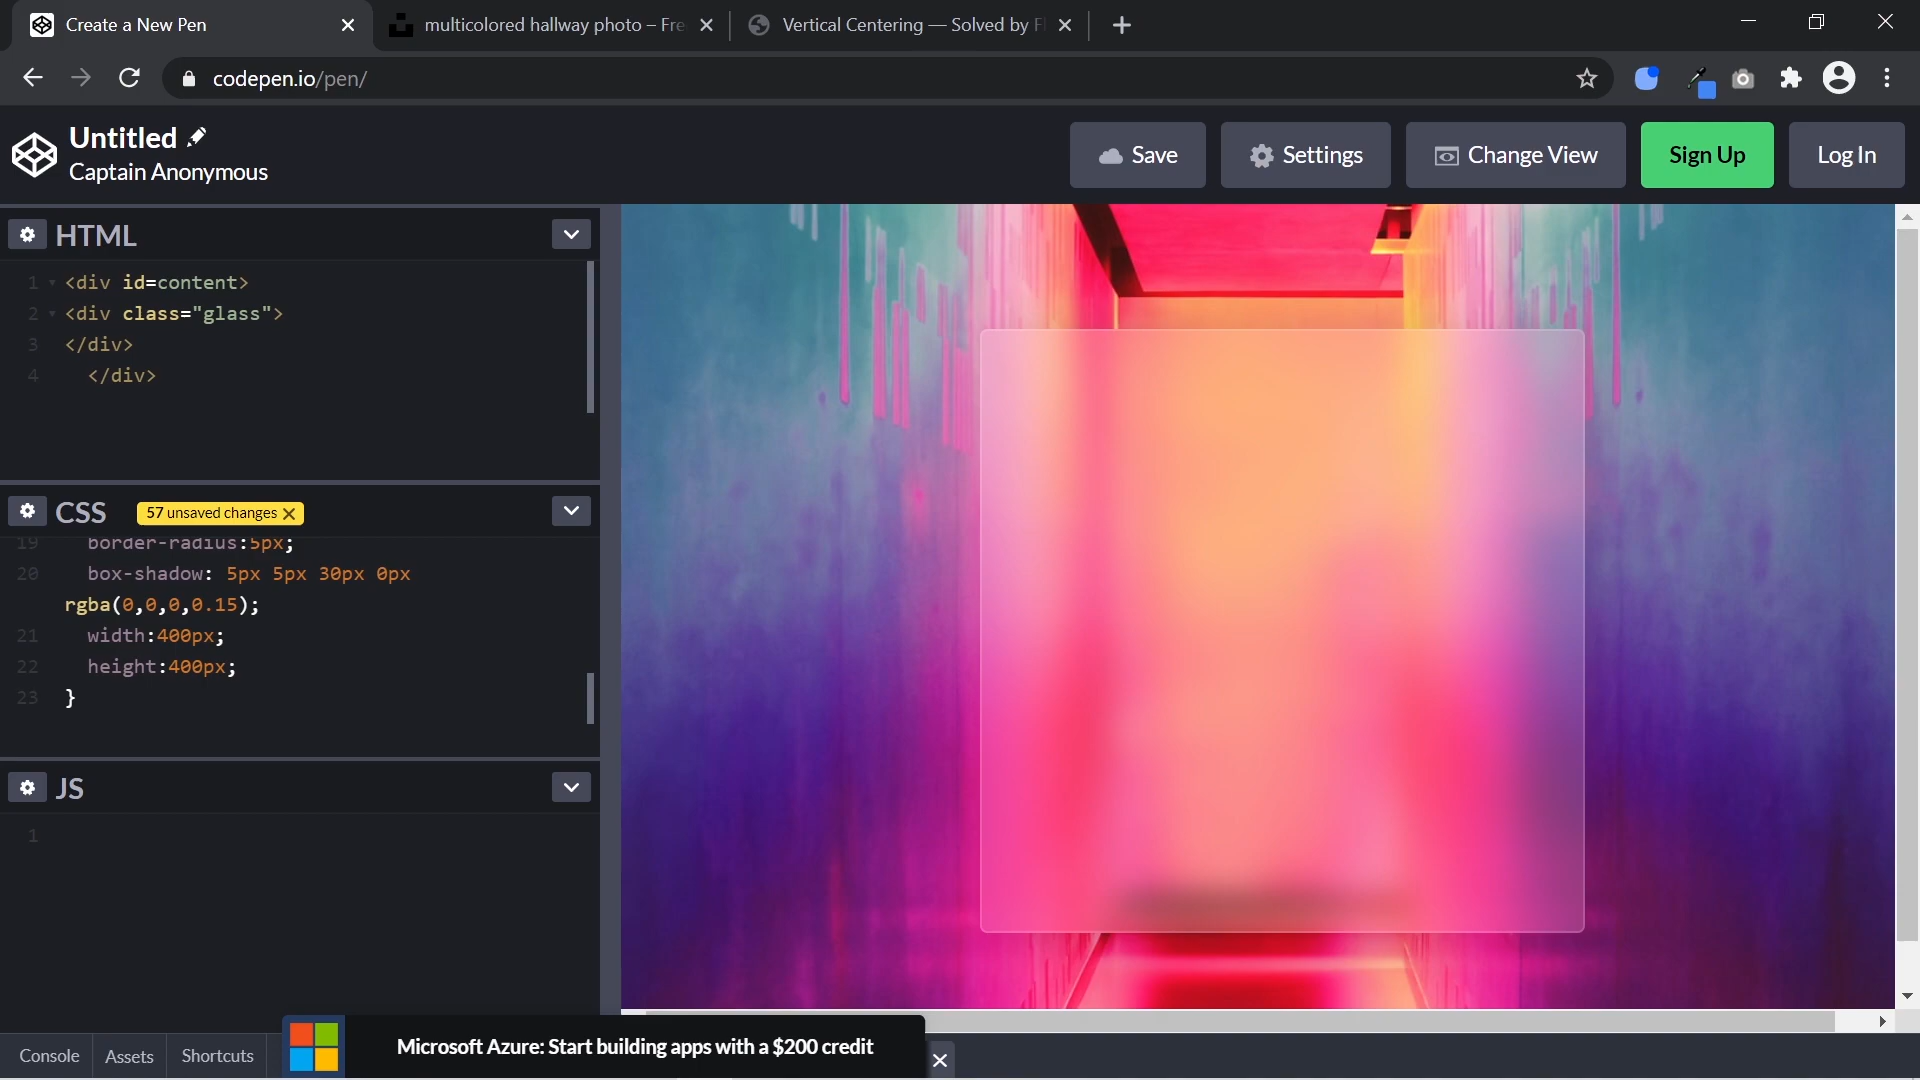 Create a New Pen
multicolored hallway photo – Fre
Vertical Centering — Solved by Fl
codepen.io/pen/
Untitled
Captain Anonymous
Save
Settings
Change View
Sign Up
Log In
HTML
1 <div id=content>
2 <div class="glass">
3 </div>
4 </div>
CSS
57 unsaved changes
19 border-radius:5px;
20 box-shadow: 5px 5px 30px 0px
rgba(0,0,0,0.15);
21 width:400px;
22 height:400px;
23 }
JS
1
Console
Assets
Shortcuts
Microsoft Azure: Start building apps with a $200 credit